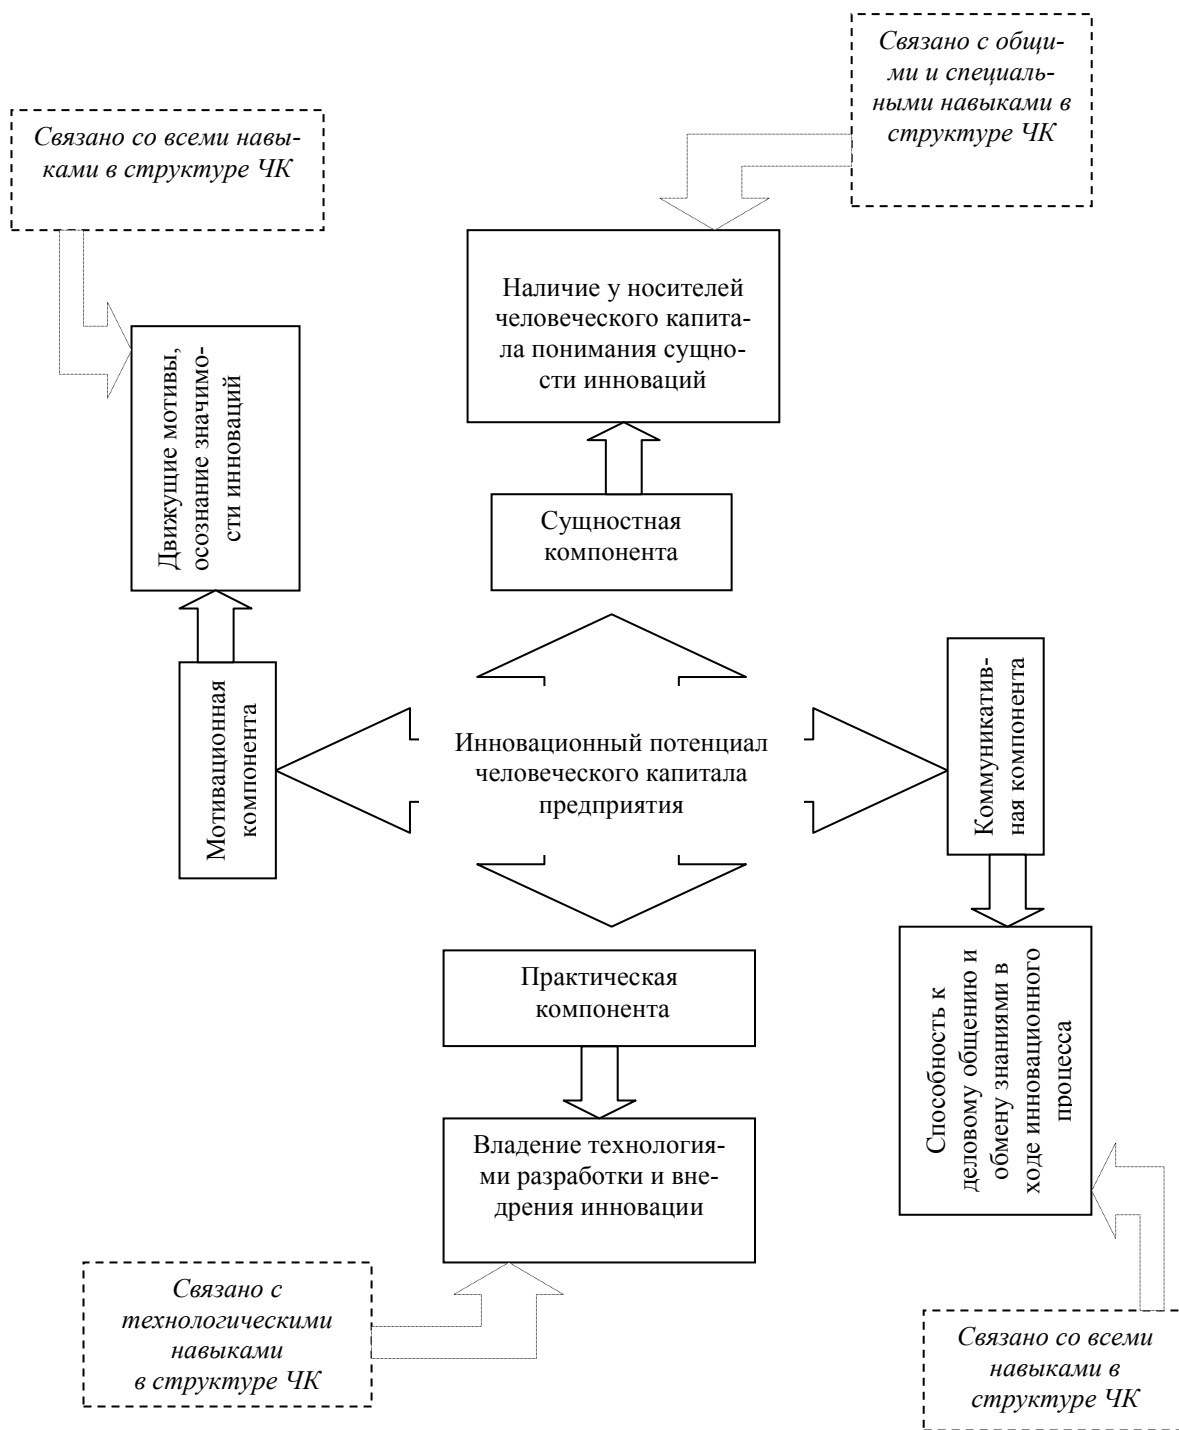 Связано с общи-
ми и специаль-
ными навыками в
структуре ЧК
Связано со всеми навы-
ками в структуре ЧК
Наличие у носителей
человеческого капита-
ла понимания сущно-
сти инноваций
Движущие мотивы,
осознание значимо-
сти инноваций
Сущностная
компонента
Мотивационная
компонента
Инновационный потенциал
человеческого капитала
предприятия
Коммуникатив-
ная компонента
Практическая
компонента
Способность к
деловому общению и
обмену знаниями в
ходе инновационного
процесса
Владение технология-
ми разработки и вне-
дрения инновации
Связано с
технологическими
навыками
в структуре ЧК
Связано со всеми
навыками в
структуре ЧК